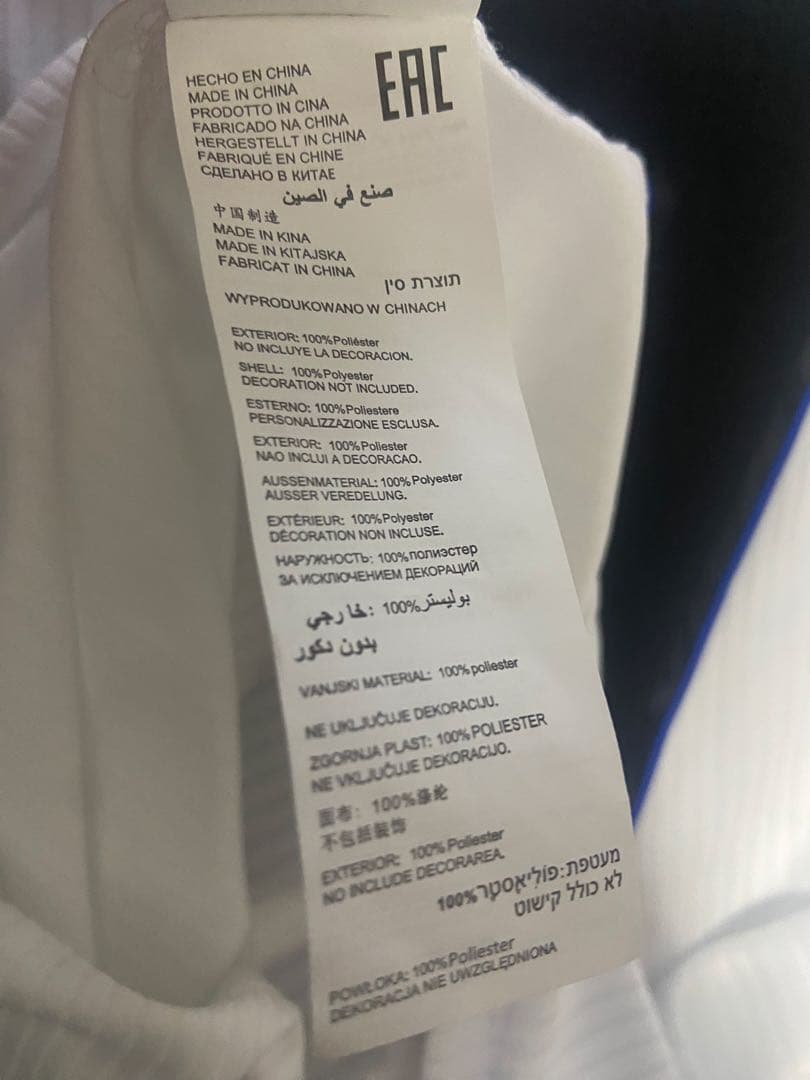 EAC
HECHO EN CHINA
MADE IN CHINA
PRODOTTO IN CINA
FABRICADO NA CHINA
HERGESTELLT IN CHINA
FABRIQUÉ EN CHINE
СДЕЛАНО В КИТАЕ
صنع في الصين
中国制造
MADE IN KINA
MADE IN KITAJSKA
FABRICAT IN CHINA
תוצרת סין
WYPRODUKOWANO W CHINACH
EXTERIOR: 100%Poliéster
NO INCLUYE LA DECORACION.
SHELL: 100%Polyester
DECORATION NOT INCLUDED.
ESTERNO: 100%Poliestere
PERSONALIZZAZIONE ESCLUSA.
EXTERIOR: 100%Poliester
NAO INCLUI A DECORACAO.
AUSSENMATERIAL: 100%Polyester
AUSSER VEREDELUNG.
EXTÉRIEUR: 100%Polyester
DÉCORATION NON INCLUSE.
НАРУЖНОСТЬ: 100%полиэстер
ЗА ИСКЛЮЧЕНИЕМ ДЕКОРАЦИЙ
خارجي: 100%بوليستر
بدون دكور
VANJSKI MATERIAL: 100%poliester
NE UKLJUČUJE DEKORACIJU.
ZGORNJA PLAST: 100%POLIESTER
NE VKLJUČUJE DEKORACIJO.
面布: 100%涤纶
不包括装饰
EXTERIOR: 100%Poliester
NO INCLUDE DECORAREA.
מעטפת:פּוֹלִיאֶסטֶר100%
לא כולל קישוט
POWŁOKA: 100%Poliester
DEKORACJA NIE UWZGLĘDNIONA